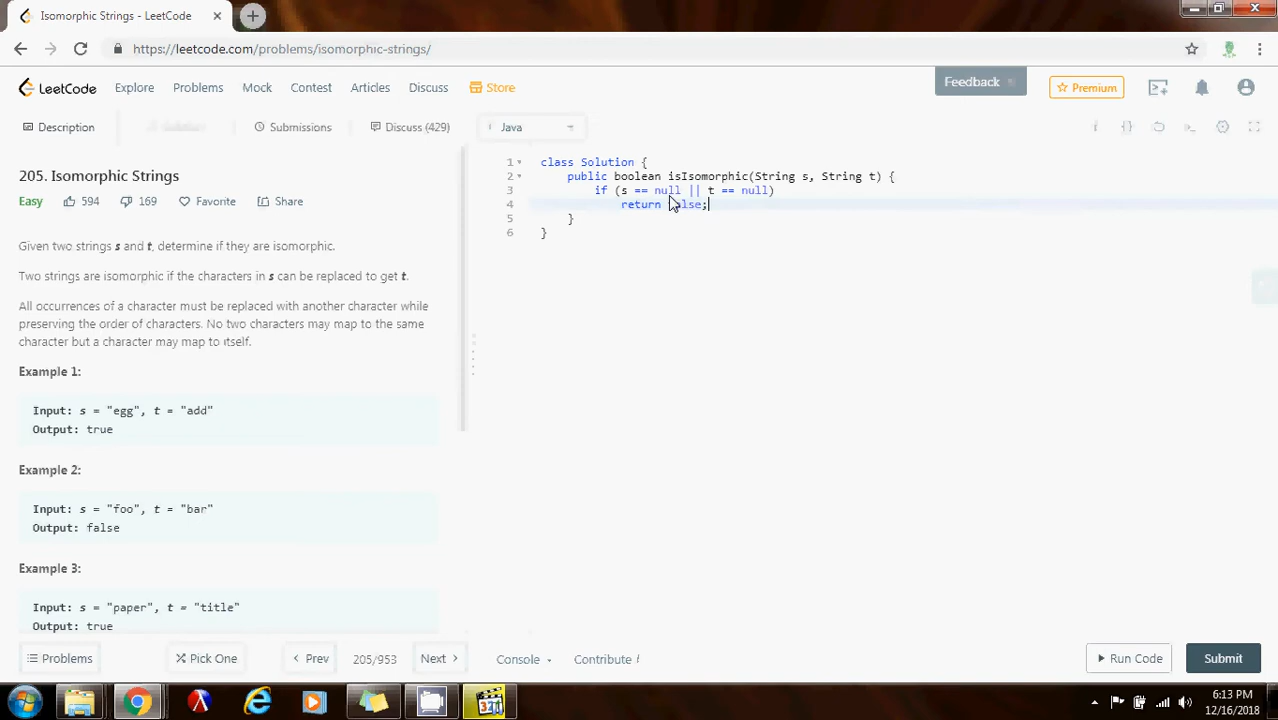 Isomorphic Strings - LeetCode
https://leetcode.com/problems/isomorphic-strings/
LeetCode
Explore
Problems
Mock
Contest
Articles
Discuss
Store
Feedback
Premium
Description
Submissions
Discuss (429)
Java
205. Isomorphic Strings
Easy
594
169
Favorite
Share
Given two strings s and t, determine if they are isomorphic.
Two strings are isomorphic if the characters in s can be replaced to get t.
All occurrences of a character must be replaced with another character while
preserving the order of characters. No two characters may map to the same
character but a character may map to itself.
Example 1:
Input: s = "egg", t = "add"
Output: true
Example 2:
Input: s = "foo", t = "bar"
Output: false
Example 3:
Input: s = "paper", t = "title"
Output: true
1 class Solution {
2 public boolean isIsomorphic(String s, String t) {
3 if (s == null || t == null)
4 return false;
5 }
6 }
Problems
Pick One
Prev
205/953
Next
Console
Contribute
Run Code
Submit
321
6:13 PM
12/16/2018